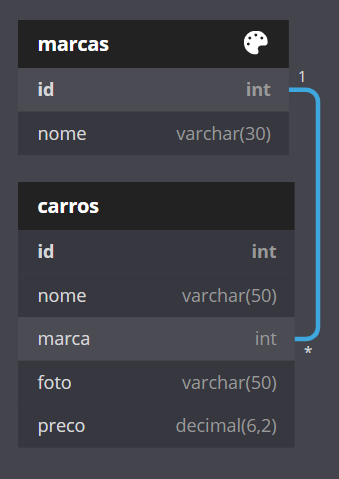 marcas
id int
1
nome varchar(30)
carros
id int
nome varchar(50)
marca int
*
foto varchar(50)
preco decimal(6,2)